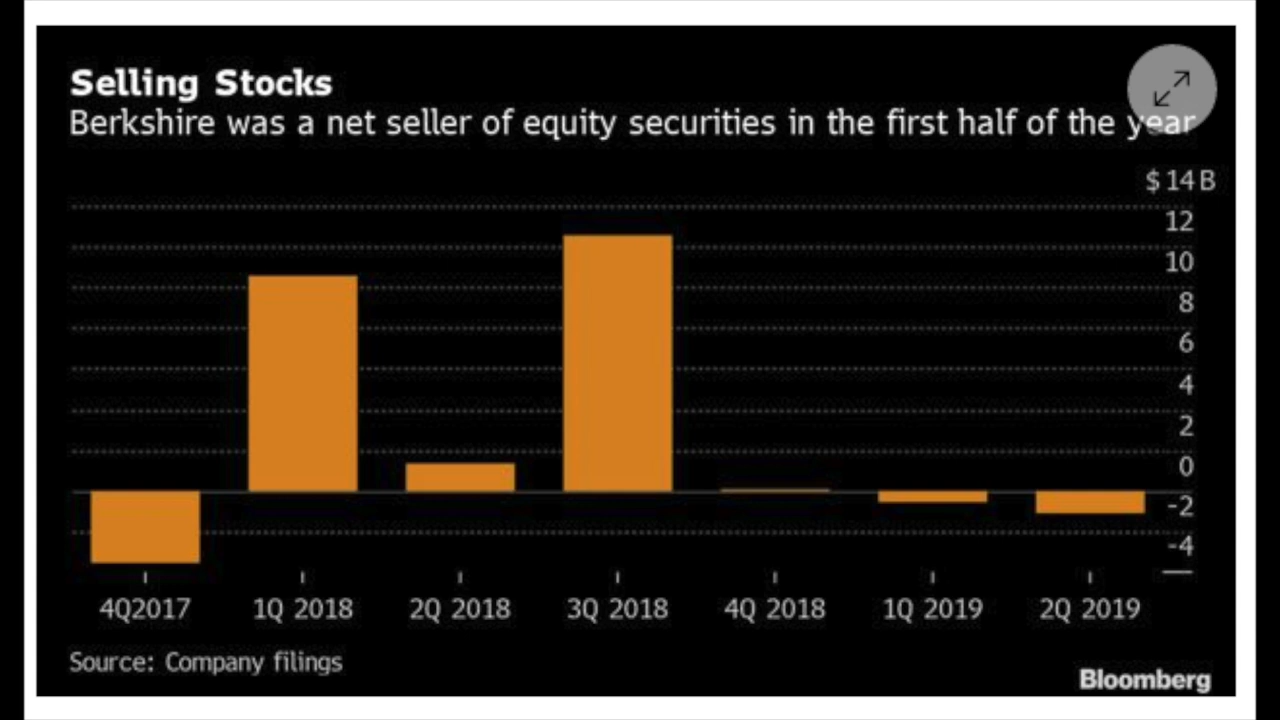 Selling Stocks
Berkshire was a net seller of equity securities in the first half of the year
$14B
12
10
8
6
4
2
0
-2
-4
4Q2017 1Q 2018 2Q 2018 3Q 2018 4Q 2018 1Q 2019 2Q 2019
Source: Company filings
Bloomberg